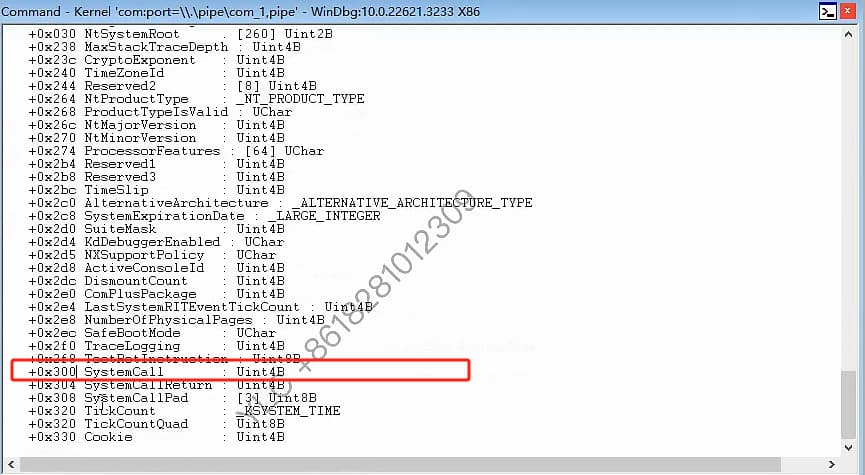 Command - Kernel 'com:port=\\.\pipe\com_1,pipe' - WinDbg:10.0.22621.3233 X86
+0x030 NtSystemRoot : [260] Uint2B
+0x238 MaxStackTraceDepth : Uint4B
+0x23c CryptoExponent : Uint4B
+0x240 TimeZoneId : Uint4B
+0x244 Reserved2 : [8] Uint4B
+0x264 NtProductType : _NT_PRODUCT_TYPE
+0x268 ProductTypeIsValid : UChar
+0x26c NtMajorVersion : Uint4B
+0x270 NtMinorVersion : Uint4B
+0x274 ProcessorFeatures : [64] UChar
+0x2b4 Reserved1 : Uint4B
+0x2b8 Reserved3 : Uint4B
+0x2bc TimeSlip : Uint4B
+0x2c0 AlternativeArchitecture : _ALTERNATIVE_ARCHITECTURE_TYPE
+0x2c8 SystemExpirationDate : _LARGE_INTEGER
+0x2d0 SuiteMask : Uint4B
+0x2d4 KdDebuggerEnabled : UChar
+0x2d5 NXSupportPolicy : UChar
+0x2d8 ActiveConsoleId : Uint4B
+0x2dc DismountCount : Uint4B
+0x2e0 ComPlusPackage : Uint4B
+0x2e4 LastSystemRITEventTickCount : Uint4B
+0x2e8 NumberOfPhysicalPages : Uint4B
+0x2ec SafeBootMode : UChar
+0x2f0 TraceLogging : Uint4B
+0x2f8 TestRetInstruction : Uint8B
+0x300 SystemCall : Uint4B
+0x304 SystemCallReturn : Uint4B
+0x308 SystemCallPad : [3] Uint8B
+0x320 TickCount : _KSYSTEM_TIME
+0x320 TickCountQuad : Uint8B
+0x330 Cookie : Uint4B
+8618281012309